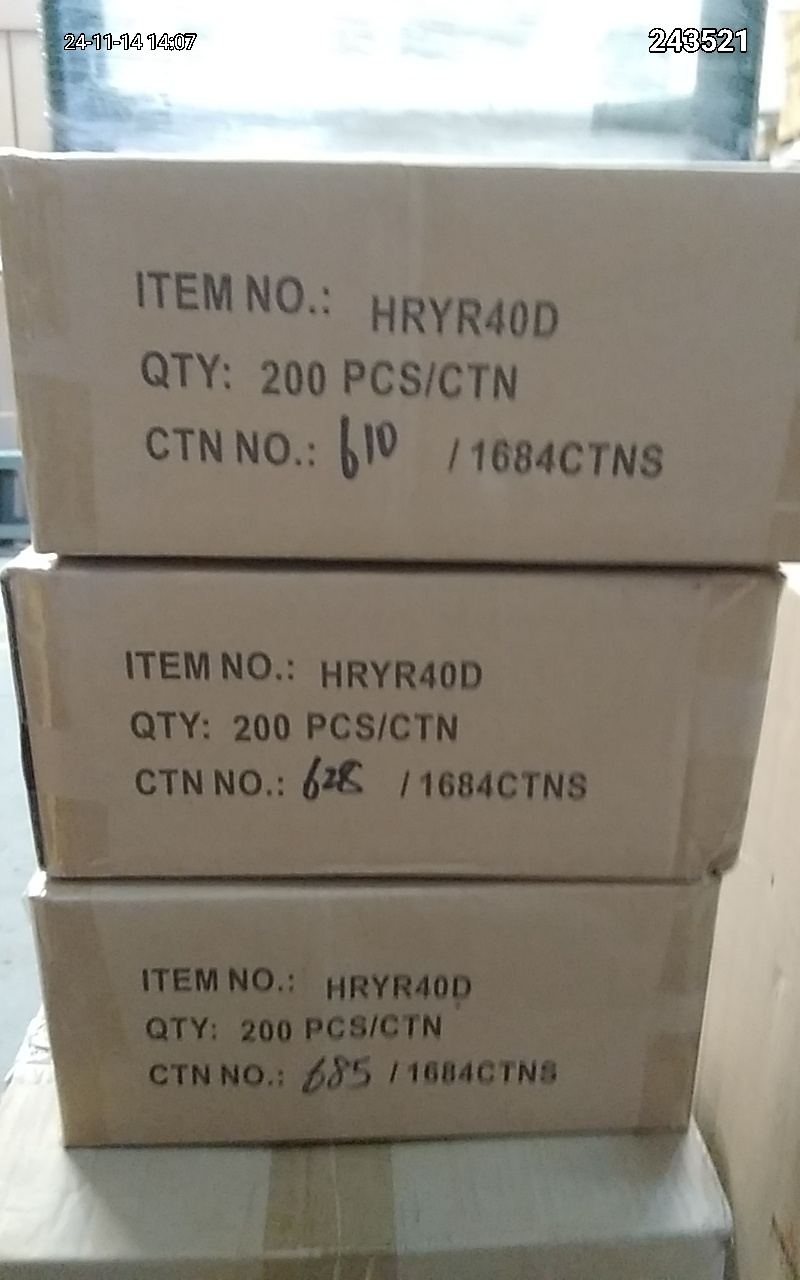 24-11-14 14:07
243521
ITEM NO.: HRYR40D
QTY: 200 PCS/CTN
CTN NO.: 610 / 1684CTNS
ITEM NO.: HRYR40D
QTY: 200 PCS/CTN
CTN NO.: 628 / 1684CTNS
ITEM NO.: HRYR40D
QTY: 200 PCS/CTN
CTN NO.: 685 / 1684CTNS